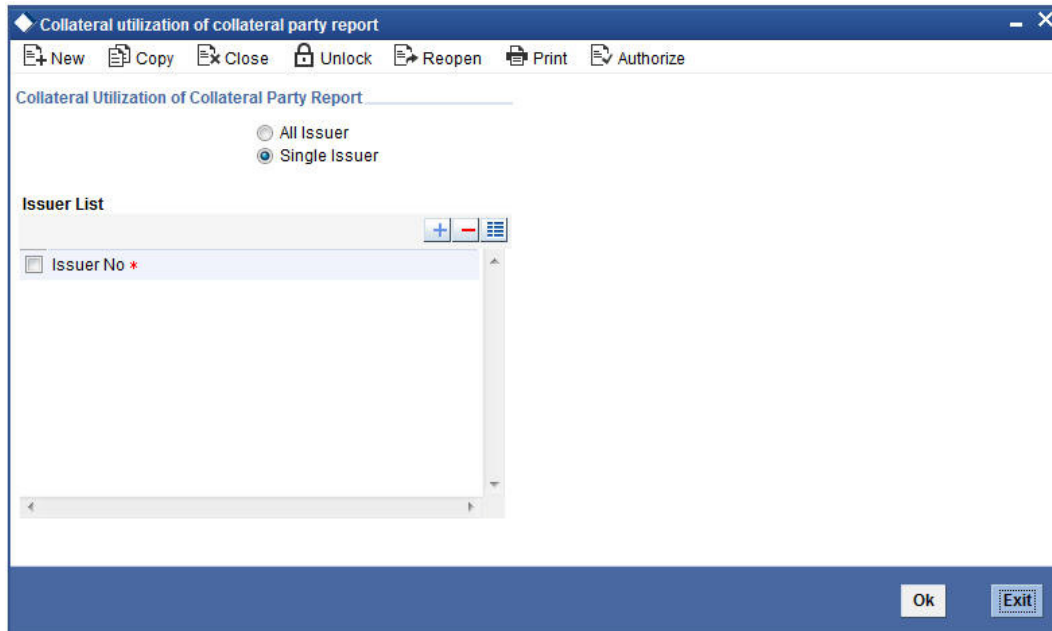 Collateral utilization of collateral party report
New Copy Close Unlock Reopen Print Authorize
Collateral Utilization of Collateral Party Report
All Issuer
Single Issuer
Issuer List
Issuer No *
Ok Exit